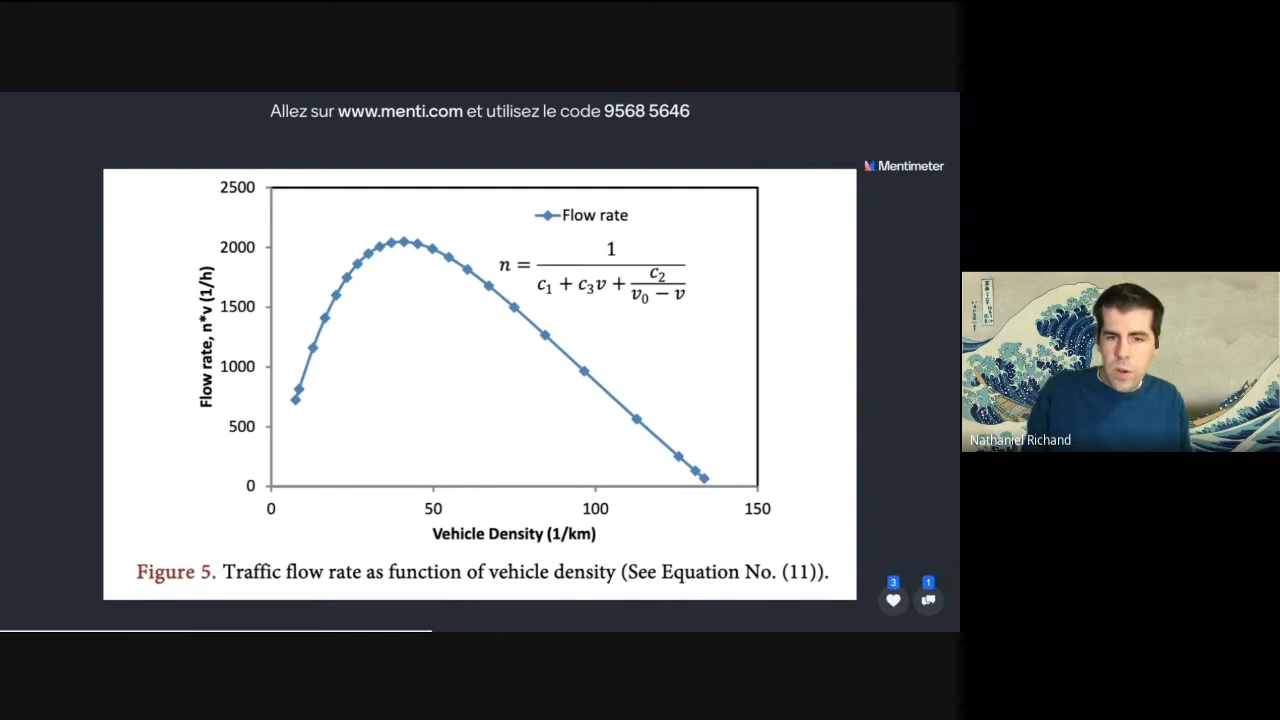 Allez sur www.menti.com et utilisez le code 9568 5646
Mentimeter
2500
2000
1500
1000
500
0
Flow rate, n*v (1/h)
Flow rate
n = 1 / (c₁ + c₃v + c₂ / (v₀ − v))
0 50 100 150
Vehicle Density (1/km)
Figure 5. Traffic flow rate as function of vehicle density (See Equation No. (11)).
3 1
Nathaniel Richand